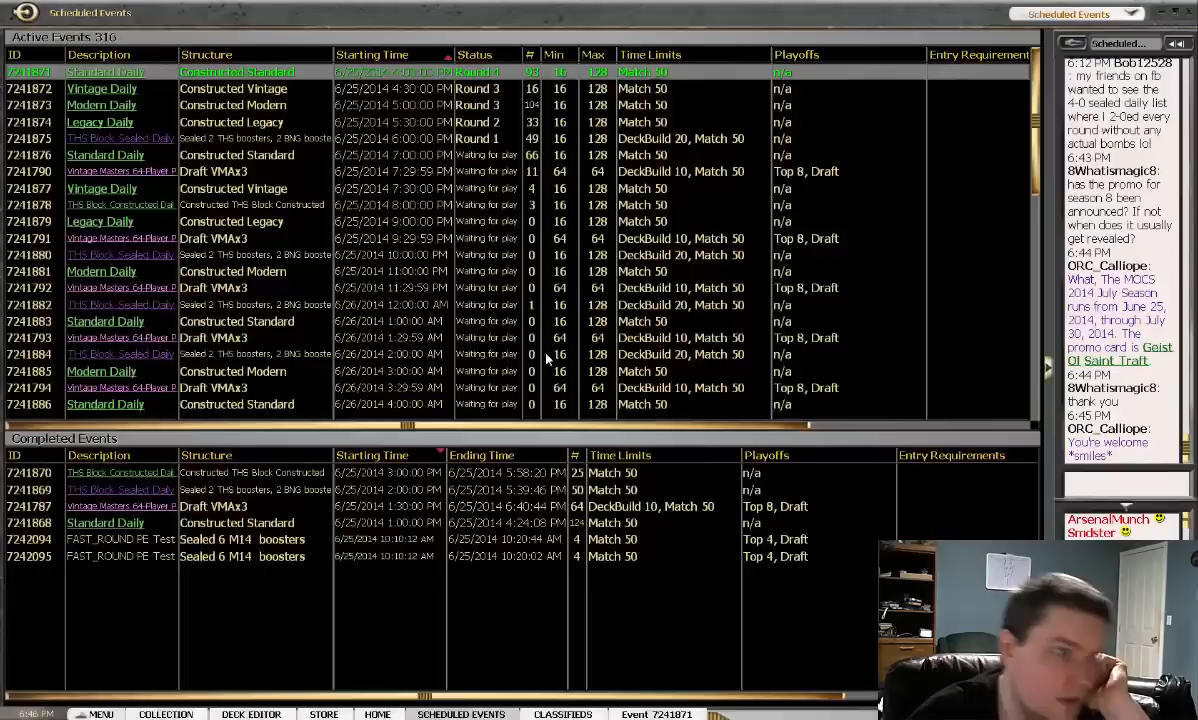 Scheduled Events
Scheduled Events
Active Events 316
Scheduled...
ID Description Structure Starting Time Status # Min Max Time Limits Playoffs Entry Requirement
7241871 Standard Daily Constructed Standard 6/25/2014 4:00:00 PM Round 4 93 16 128 Match 50 n/a
7241872 Vintage Daily Constructed Vintage 6/25/2014 4:30:00 PM Round 3 16 16 128 Match 50 n/a
7241873 Modern Daily Constructed Modern 6/25/2014 5:00:00 PM Round 3 104 16 128 Match 50 n/a
7241874 Legacy Daily Constructed Legacy 6/25/2014 5:30:00 PM Round 2 33 16 128 Match 50 n/a
7241875 THS Block Sealed Daily Sealed 2 THS boosters, 2 BNG booste 6/25/2014 6:00:00 PM Round 1 49 16 128 DeckBuild 20, Match 50 n/a
7241876 Standard Daily Constructed Standard 6/25/2014 7:00:00 PM Waiting for play 66 16 128 Match 50 n/a
7241790 Vintage Masters 64-Player P Draft VMAx3 6/25/2014 7:29:59 PM Waiting for play 11 64 64 DeckBuild 10, Match 50 Top 8, Draft
7241877 Vintage Daily Constructed Vintage 6/25/2014 7:30:00 PM Waiting for play 4 16 128 Match 50 n/a
7241878 THS Block Constructed Dail Constructed THS Block Constructed 6/25/2014 8:00:00 PM Waiting for play 3 16 128 Match 50 n/a
7241879 Legacy Daily Constructed Legacy 6/25/2014 9:00:00 PM Waiting for play 0 16 128 Match 50 n/a
7241791 Vintage Masters 64-Player P Draft VMAx3 6/25/2014 9:29:59 PM Waiting for play 0 64 64 DeckBuild 10, Match 50 Top 8, Draft
7241880 THS Block Sealed Daily Sealed 2 THS boosters, 2 BNG booste 6/25/2014 10:00:00 PM Waiting for play 0 16 128 DeckBuild 20, Match 50 n/a
7241881 Modern Daily Constructed Modern 6/25/2014 11:00:00 PM Waiting for play 0 16 128 Match 50 n/a
7241792 Vintage Masters 64-Player P Draft VMAx3 6/25/2014 11:29:59 PM Waiting for play 0 64 64 DeckBuild 10, Match 50 Top 8, Draft
7241882 THS Block Sealed Daily Sealed 2 THS boosters, 2 BNG booste 6/26/2014 12:00:00 AM Waiting for play 1 16 128 DeckBuild 20, Match 50 n/a
7241883 Standard Daily Constructed Standard 6/26/2014 1:00:00 AM Waiting for play 0 16 128 Match 50 n/a
7241793 Vintage Masters 64-Player P Draft VMAx3 6/26/2014 1:29:59 AM Waiting for play 0 64 64 DeckBuild 10, Match 50 Top 8, Draft
7241884 THS Block Sealed Daily Sealed 2 THS boosters, 2 BNG booste 6/26/2014 2:00:00 AM Waiting for play 0 16 128 DeckBuild 20, Match 50 n/a
7241885 Modern Daily Constructed Modern 6/26/2014 3:00:00 AM Waiting for play 0 16 128 Match 50 n/a
7241794 Vintage Masters 64-Player P Draft VMAx3 6/26/2014 3:29:59 AM Waiting for play 0 64 64 DeckBuild 10, Match 50 Top 8, Draft
7241886 Standard Daily Constructed Standard 6/26/2014 4:00:00 AM Waiting for play 0 16 128 Match 50 n/a
Completed Events
ID Description Structure Starting Time Ending Time # Time Limits Playoffs Entry Requirements
7241870 THS Block Constructed Dail Constructed THS Block Constructed 6/25/2014 3:00:00 PM 6/25/2014 5:58:20 PM 25 Match 50 n/a
7241869 THS Block Sealed Daily Sealed 2 THS boosters, 2 BNG booste 6/25/2014 2:00:00 PM 6/25/2014 5:39:46 PM 50 Match 50 n/a
7241787 Vintage Masters 64-Player P Draft VMAx3 6/25/2014 1:30:00 PM 6/25/2014 6:40:44 PM 64 DeckBuild 10, Match 50 Top 8, Draft
7241868 Standard Daily Constructed Standard 6/25/2014 1:00:00 PM 6/25/2014 4:24:08 PM 124 Match 50 n/a
7242094 FAST_ROUND PE Test Sealed 6 M14 boosters 6/25/2014 10:10:12 AM 6/25/2014 10:20:44 AM 4 Match 50 Top 4, Draft
7242095 FAST_ROUND PE Test Sealed 6 M14 boosters 6/25/2014 10:10:12 AM 6/25/2014 10:20:02 AM 4 Match 50 Top 4, Draft
6:12 PM Bob12528
: my friends on fb
wanted to see the
4-0 sealed daily list
where i 2-0ed every
round without any
actual bombs lol
6:43 PM
8Whatismagic8:
has the promo for
season 8 been
announced? If not
when does it usually
get revealed?
6:44 PM
ORC_Calliope:
What, The MOCS
2014 July Season
runs from June 25,
2014, through July
30, 2014. The
promo card is Geist
Of Saint Traft.
6:44 PM
8Whatismagic8:
thank you
6:45 PM
ORC_Calliope:
You're welcome
*smiles*
ArsenalMunch
Smdster
6:46 PM MENU COLLECTION DECK EDITOR STORE HOME SCHEDULED EVENTS CLASSIFIEDS Event 7241871